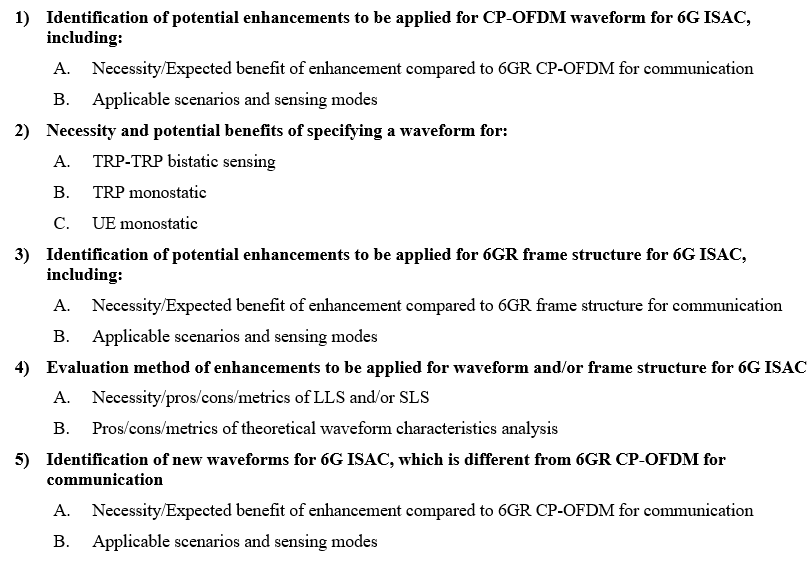 1) Identification of potential enhancements to be applied for CP-OFDM waveform for 6G ISAC,
including:
A. Necessity/Expected benefit of enhancement compared to 6GR CP-OFDM for communication
B. Applicable scenarios and sensing modes
2) Necessity and potential benefits of specifying a waveform for:
A. TRP-TRP bistatic sensing
B. TRP monostatic
C. UE monostatic
3) Identification of potential enhancements to be applied for 6GR frame structure for 6G ISAC,
including:
A. Necessity/Expected benefit of enhancement compared to 6GR frame structure for communication
B. Applicable scenarios and sensing modes
4) Evaluation method of enhancements to be applied for waveform and/or frame structure for 6G ISAC
A. Necessity/pros/cons/metrics of LLS and/or SLS
B. Pros/cons/metrics of theoretical waveform characteristics analysis
5) Identification of new waveforms for 6G ISAC, which is different from 6GR CP-OFDM for
communication
A. Necessity/Expected benefit of enhancement compared to 6GR CP-OFDM for communication
B. Applicable scenarios and sensing modes